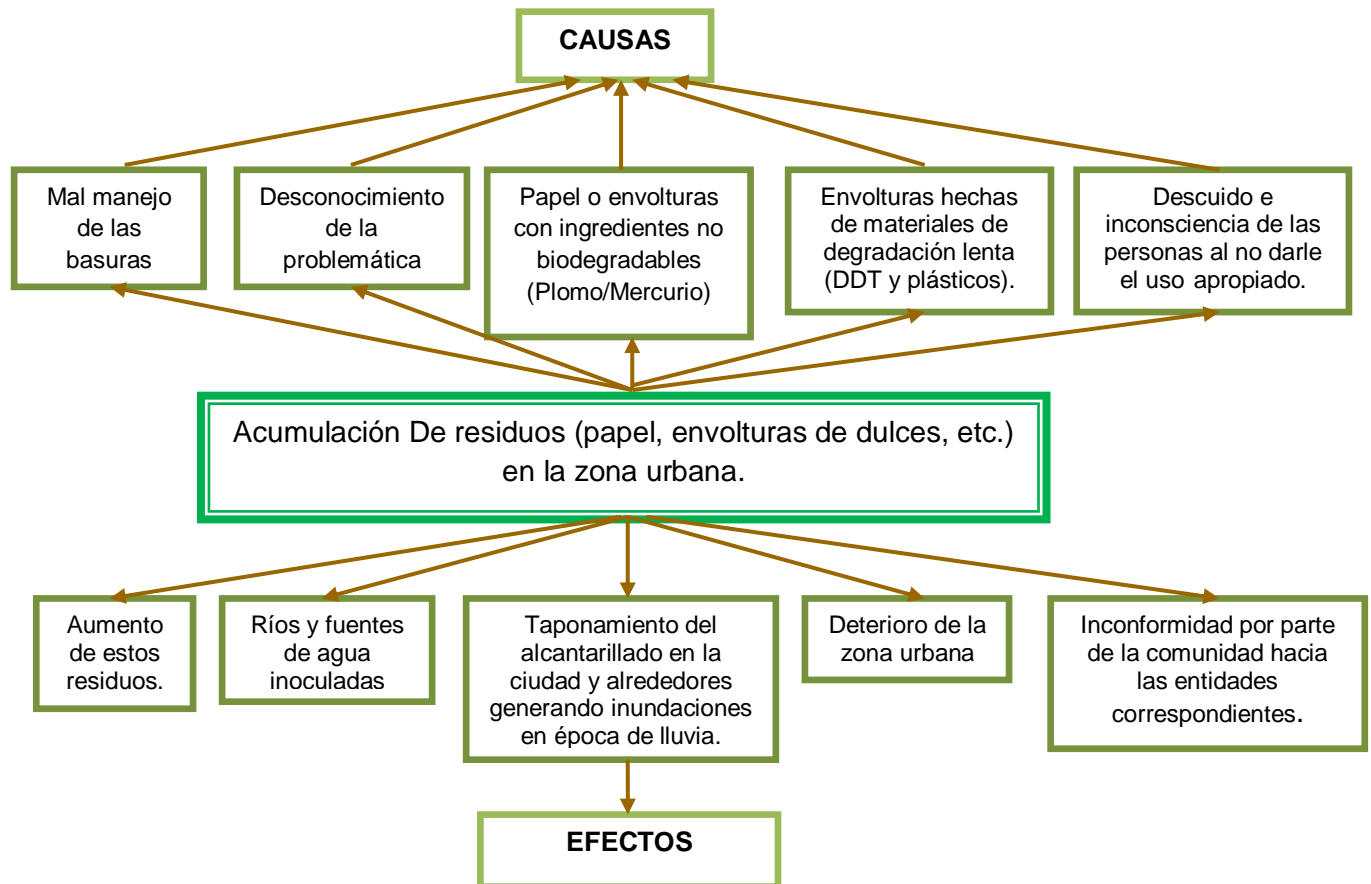 CAUSAS
Mal manejo
de las
basuras
Desconocimiento
de la
problemática
Papel o envolturas
con ingredientes no
biodegradables
(Plomo/Mercurio)
Envolturas hechas
de materiales de
degradación lenta
(DDT y plásticos).
Descuido e
inconsciencia de las
personas al no darle
el uso apropiado.
Acumulación De residuos (papel, envolturas de dulces, etc.)
en la zona urbana.
Aumento
de estos
residuos.
Ríos y fuentes
de agua
inoculadas
Taponamiento del
alcantarillado en la
ciudad y alrededores
generando inundaciones
en época de lluvia.
Deterioro de la
zona urbana
Inconformidad por parte
de la comunidad hacia
las entidades
correspondientes.
EFECTOS